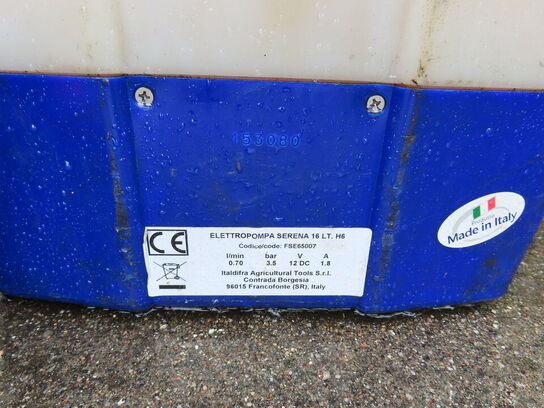 153080
ELETTROPOMPA SERENA 16 LT. H6
Codice/code: FSE65007
l/min bar V A
0.70 3.5 12 DC 1.8
Italdifra Agricultural Tools S.r.l.
Contrada Borgesia
96015 Francofonte (SR), Italy
CE
Prodotto
Made in Italy